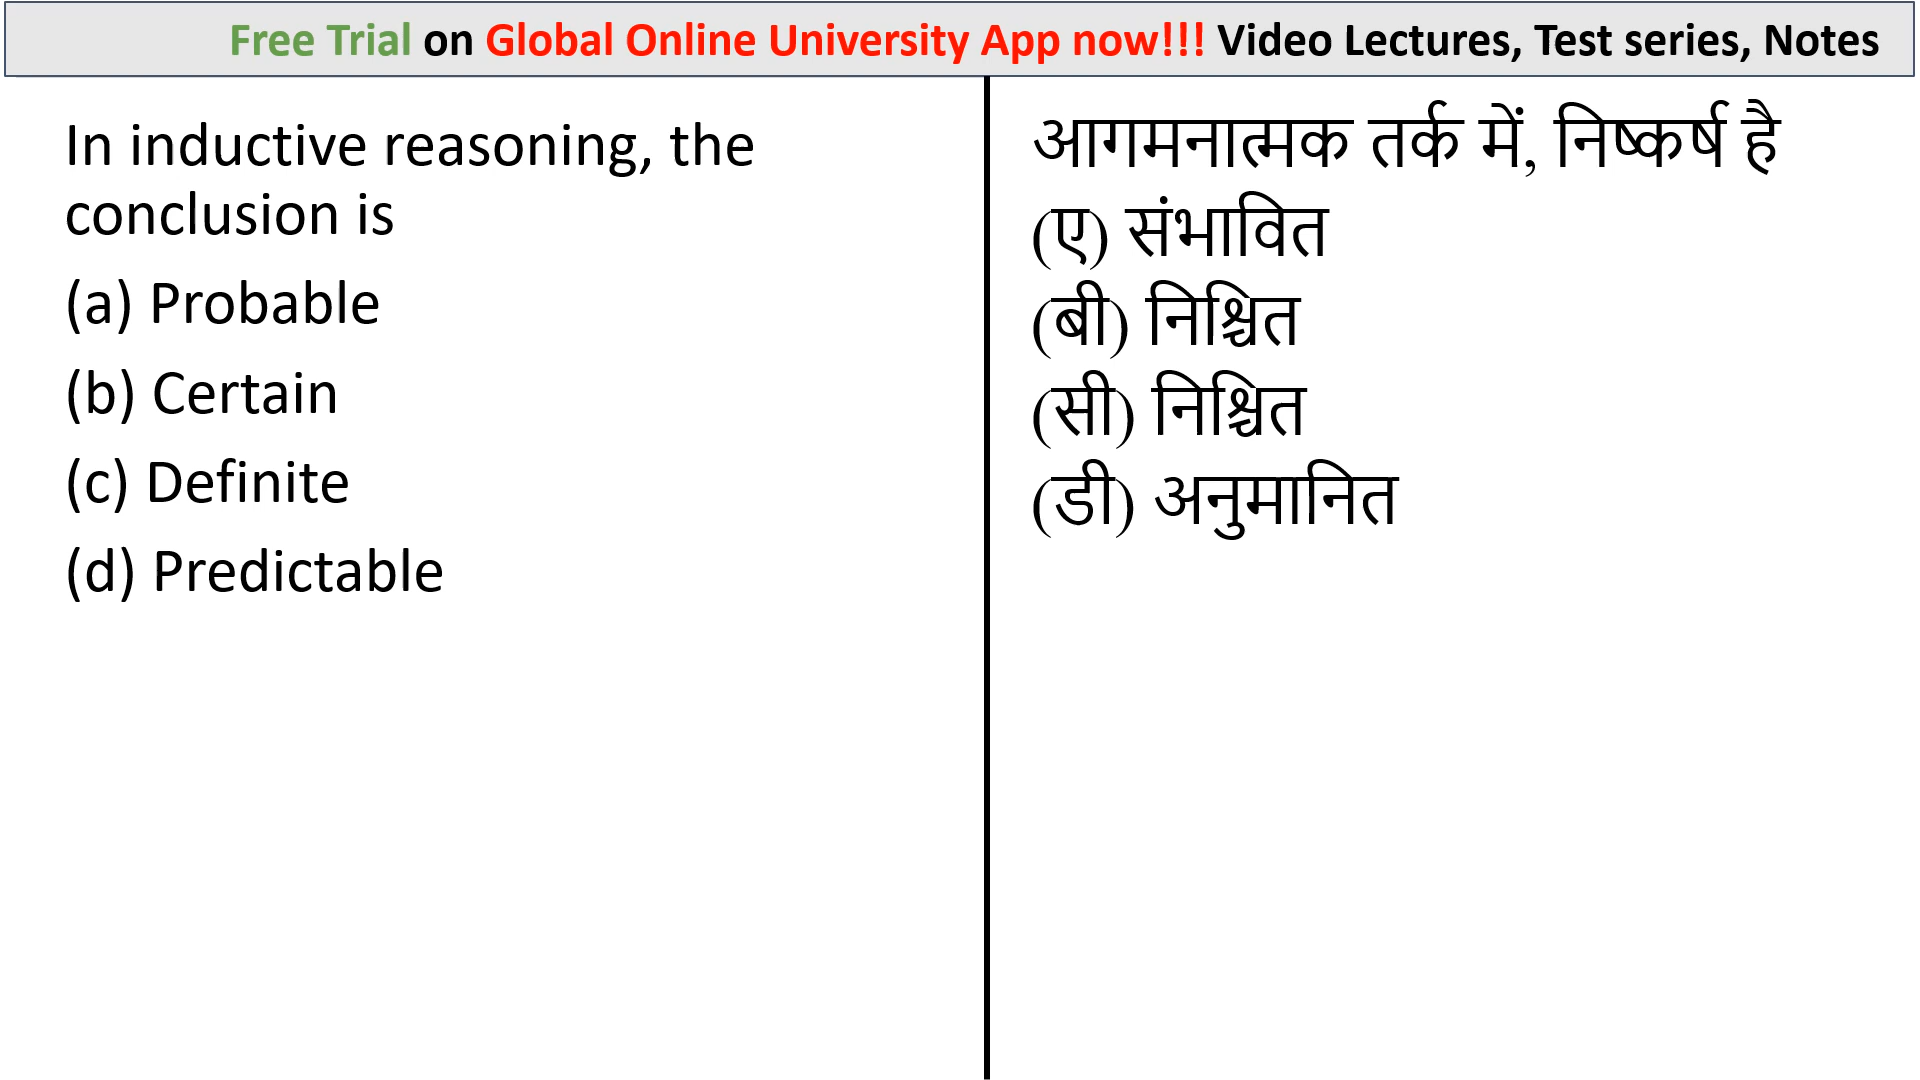 Free Trial on Global Online University App now!!! Video Lectures, Test series, Notes
In inductive reasoning, the
conclusion is
(a) Probable
(b) Certain
(c) Definite
(d) Predictable
आगमनात्मक तर्क में, निष्कर्ष है
(ए) संभावित
(बी) निश्चित
(सी) निश्चित
(डी) अनुमानित